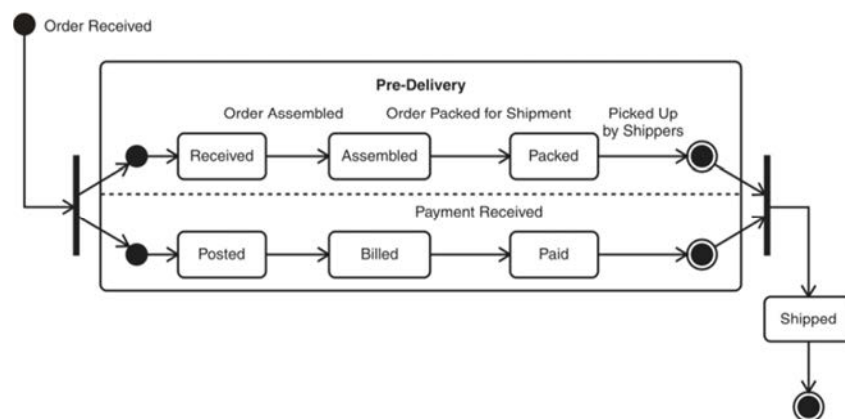 Order Received
Pre-Delivery
Order Assembled
Order Packed for Shipment
Picked Up
by Shippers
Received
Assembled
Packed
Payment Received
Posted
Billed
Paid
Shipped